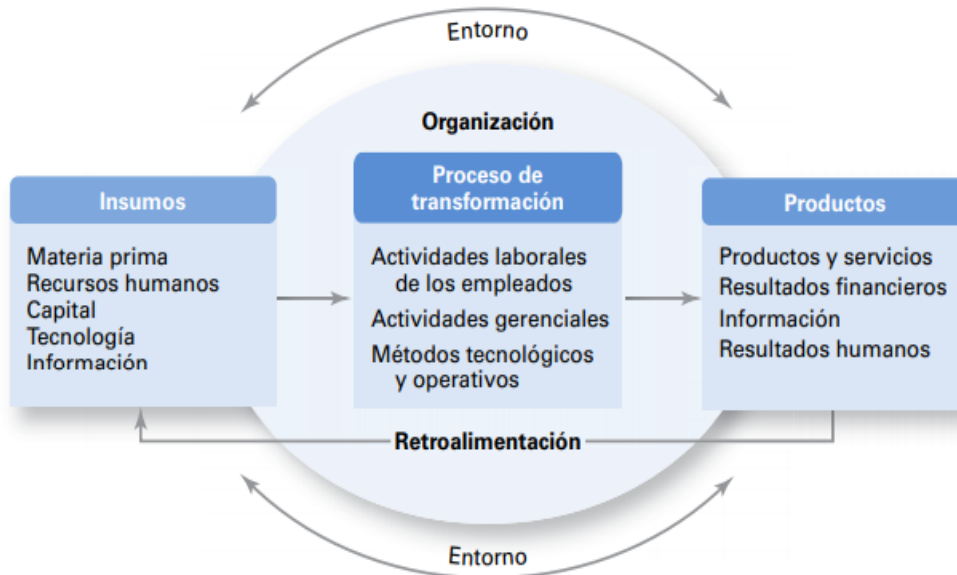 Entorno
Organización
Insumos
Materia prima
Recursos humanos
Capital
Tecnología
Información
Proceso de
transformación
Actividades laborales
de los empleados
Actividades gerenciales
Métodos tecnológicos
y operativos
Productos
Productos y servicios
Resultados financieros
Información
Resultados humanos
Retroalimentación
Entorno